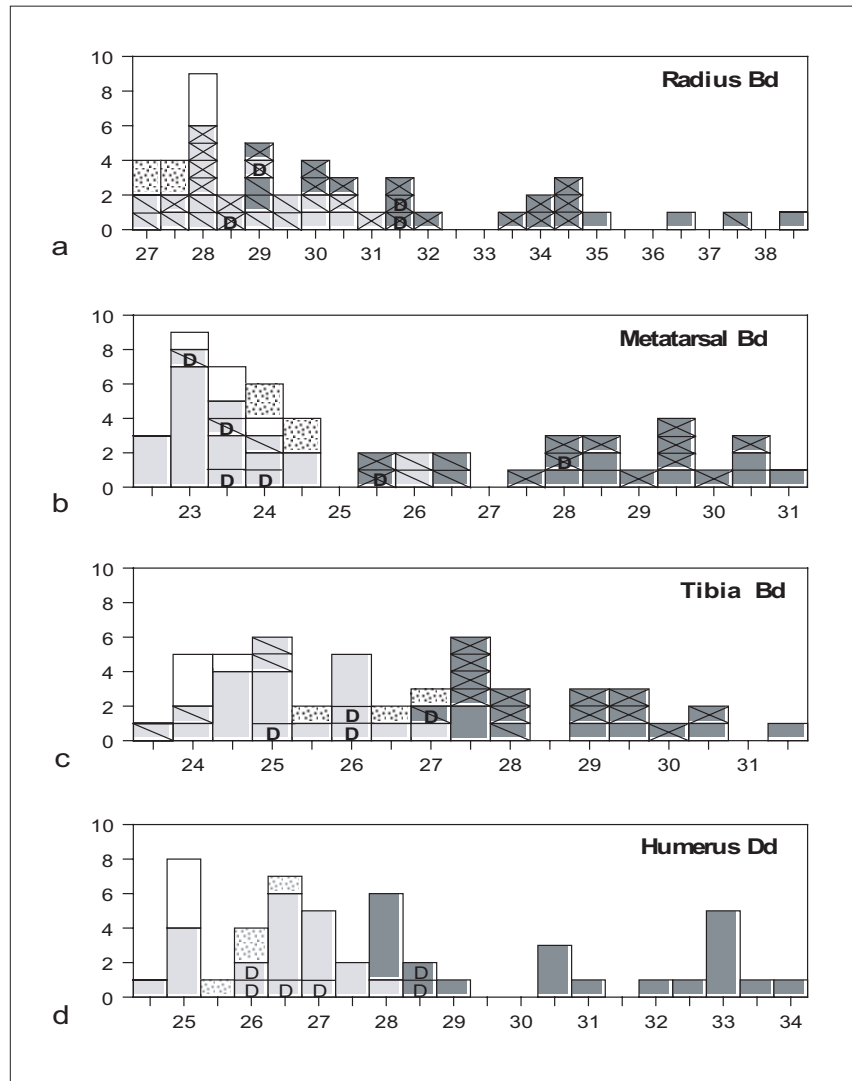 10
Radius Bd
8
6
4
D
2
D
D D
0
a
27 28 29 30 31 32 33 34 35 36 37 38
10
Metatarsal Bd
8
D
6
4
D
2
D
D D D
0
b
23 24 25 26 27 28 29 30 31
10
Tibia Bd
8
6
4
2
D D
D D
0
c
24 25 26 27 28 29 30 31
10
Humerus Dd
8
6
4
2
D D
D D D D
0
d
25 26 27 28 29 30 31 32 33 34